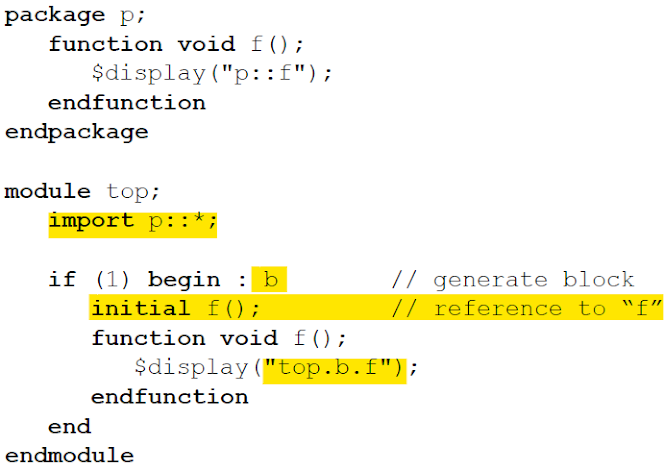 package p;
   function void f();
      $display("p::f");
   endfunction
endpackage

module top;
   import p::*;

   if (1) begin : b        // generate block
      initial f();         // reference to “f”
      function void f();
         $display("top.b.f");
      endfunction
   end
endmodule